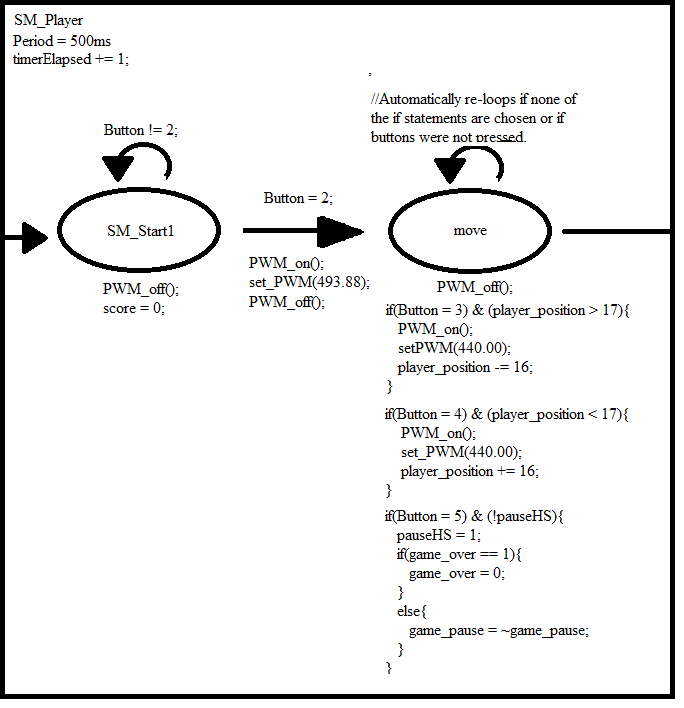 SM_Player
Period = 500ms
timerElapsed += 1;
,
//Automatically re-loops if none of
the if statements are chosen or if
buttons were not pressed.
Button != 2;
SM_Start1
PWM_off();
score = 0;
Button = 2;
PWM_on();
set_PWM(493.88);
PWM_off();
move
PWM_off();
if(Button = 3) & (player_position > 17){
PWM_on();
setPWM(440.00);
player_position -= 16;
}
if(Button = 4) & (player_position < 17){
PWM_on();
set_PWM(440.00);
player_position += 16;
}
if(Button = 5) & (!pauseHS){
pauseHS = 1;
if(game_over == 1){
game_over = 0;
}
else{
game_pause = ~game_pause;
}
}